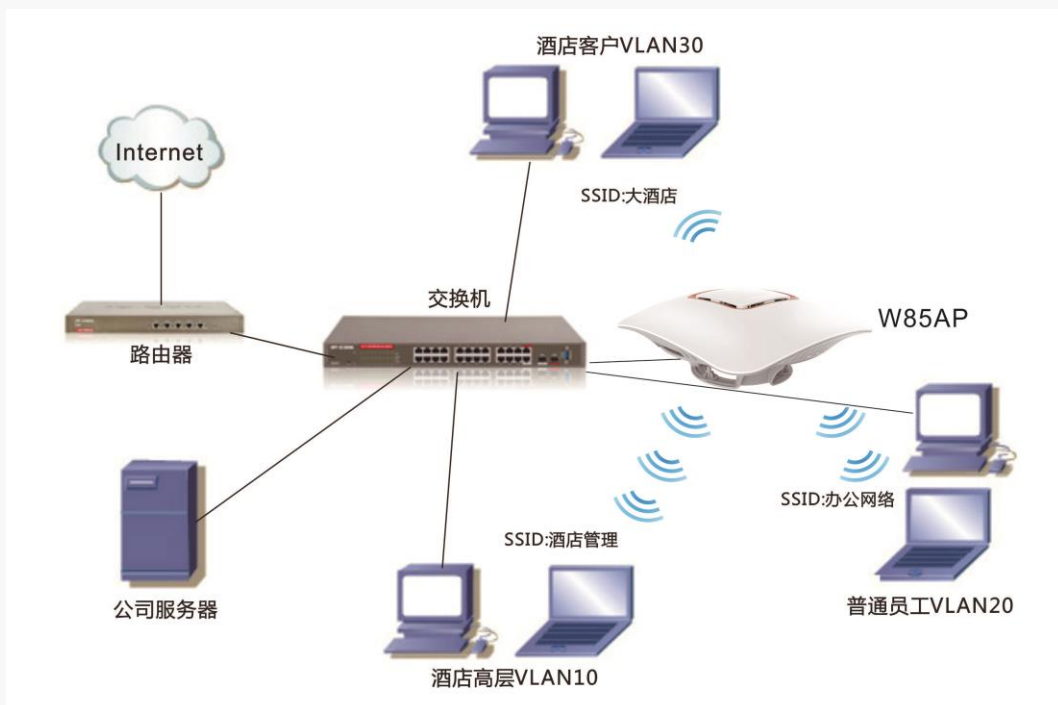 酒店客户VLAN30
Internet
SSID:大酒店
交换机
W85AP
路由器
SSID:办公网络
SSID:酒店管理
公司服务器
普通员工VLAN20
酒店高层VLAN10